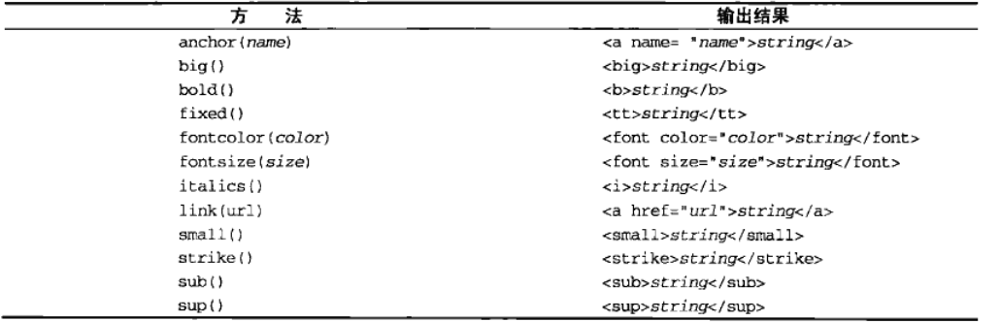 方 法 输出结果
anchor(name) <a name= "name">string</a>
big() <big>string</big>
bold() <b>string</b>
fixed() <tt>string</tt>
fontcolor(color) <font color="color">string</font>
fontsize(size) <font size="size">string</font>
italics() <i>string</i>
link(url) <a href="url">string</a>
small() <small>string</small>
strike() <strike>string</strike>
sub() <sub>string</sub>
sup() <sup>string</sup>